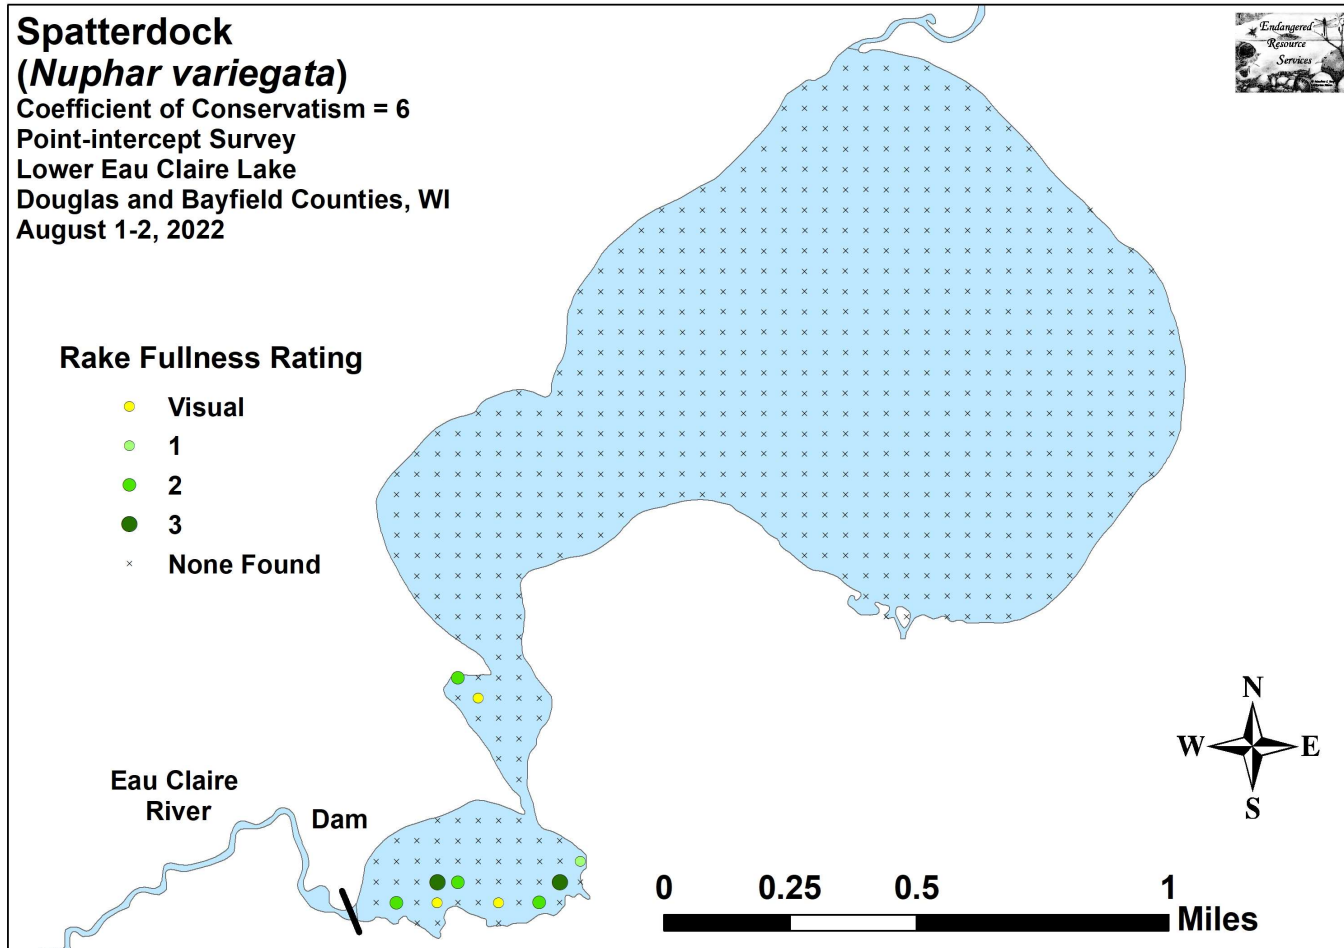 Spatterdock
(Nuphar variegata)
Coefficient of Conservatism = 6
Point-intercept Survey
Lower Eau Claire Lake
Douglas and Bayfield Counties, WI
August 1-2, 2022
Endangered
Resource
Services
Rake Fullness Rating
Visual
1
2
3
None Found
N
W E
S
Eau Claire
River
Dam
0 0.25 0.5 1
Miles